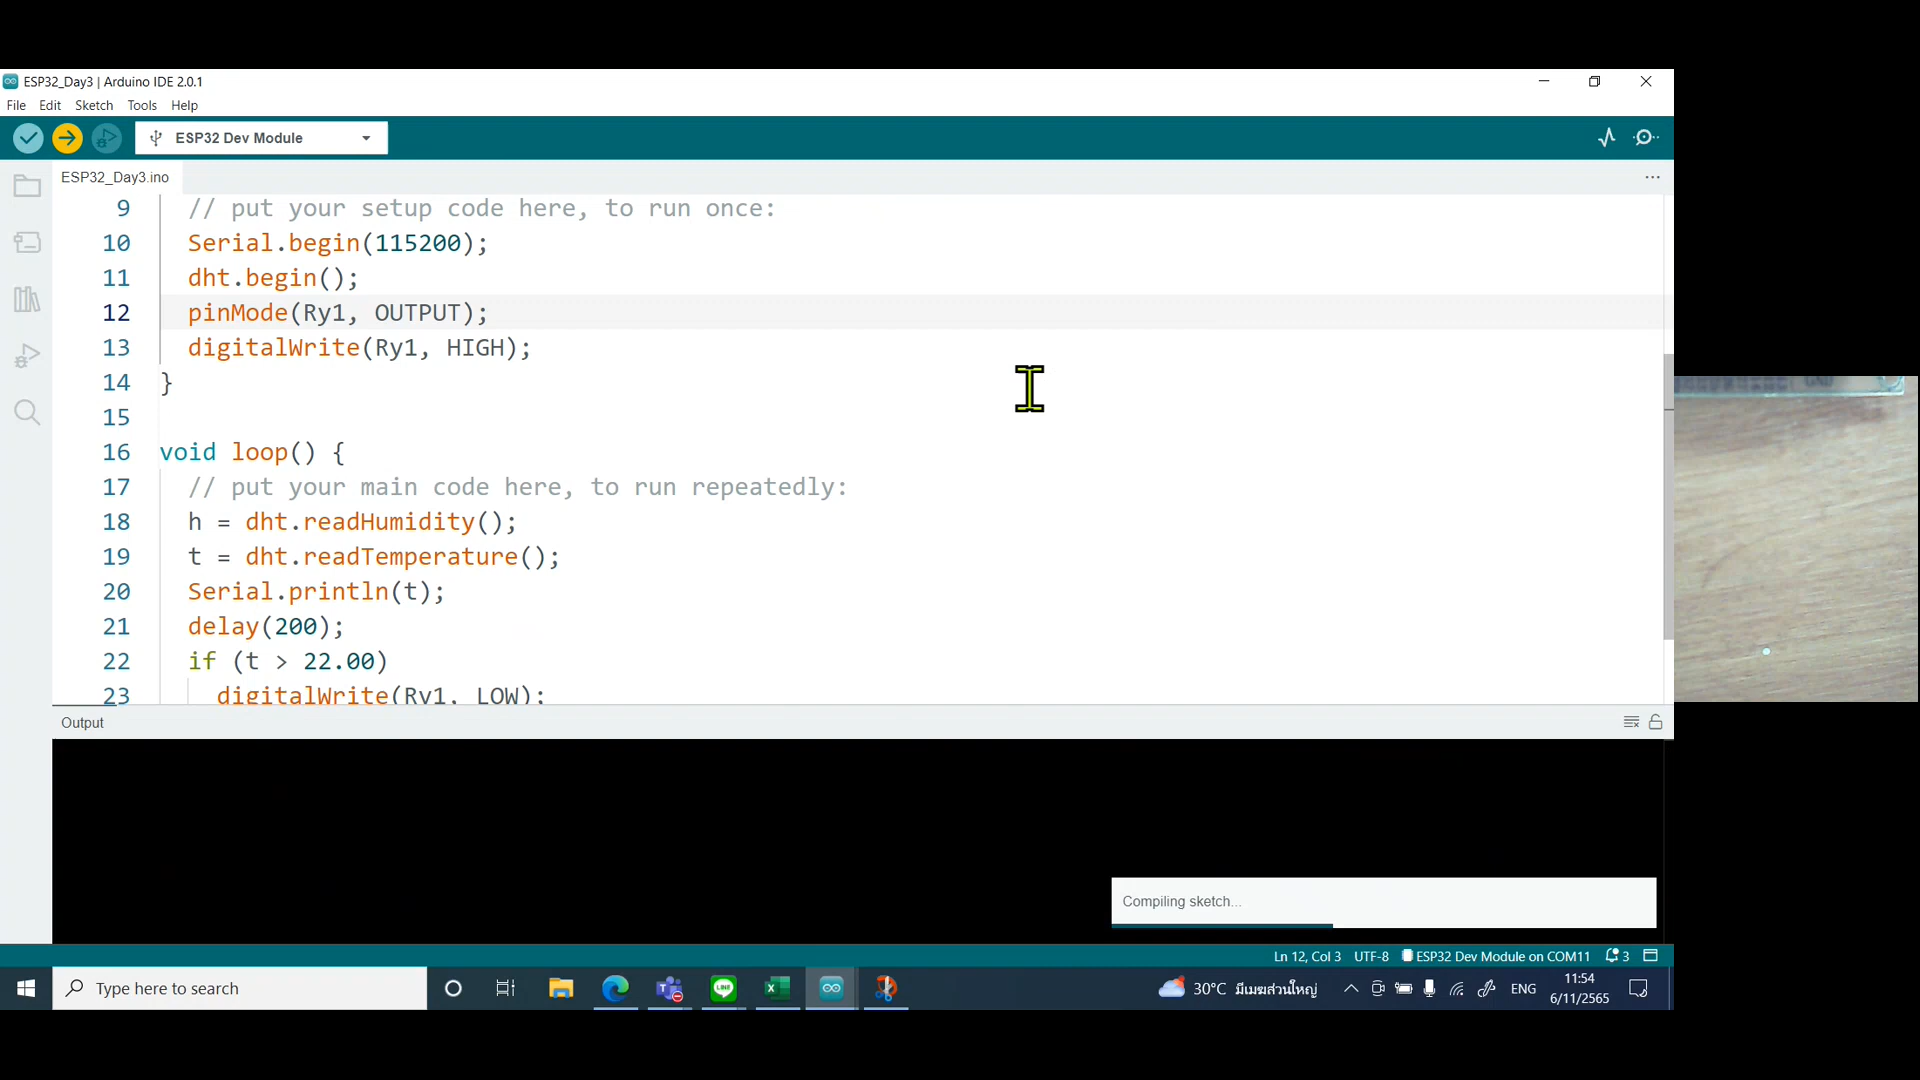 ESP32_Day3 | Arduino IDE 2.0.1
File Edit Sketch Tools Help
ESP32 Dev Module
ESP32_Day3.ino
9 // put your setup code here, to run once:
10 Serial.begin(115200);
11 dht.begin();
12 pinMode(Ry1, OUTPUT);
13 digitalWrite(Ry1, HIGH);
14 }
15
16 void loop() {
17 // put your main code here, to run repeatedly:
18 h = dht.readHumidity();
19 t = dht.readTemperature();
20 Serial.println(t);
21 delay(200);
22 if (t > 22.00)
23 digitalWrite(Ry1, LOW);
Output
Compiling sketch...
Ln 12, Col 3 UTF-8 ESP32 Dev Module on COM11 3
Type here to search
LINE
30°C มีเมฆส่วนใหญ่
ENG
11:54
6/11/2565